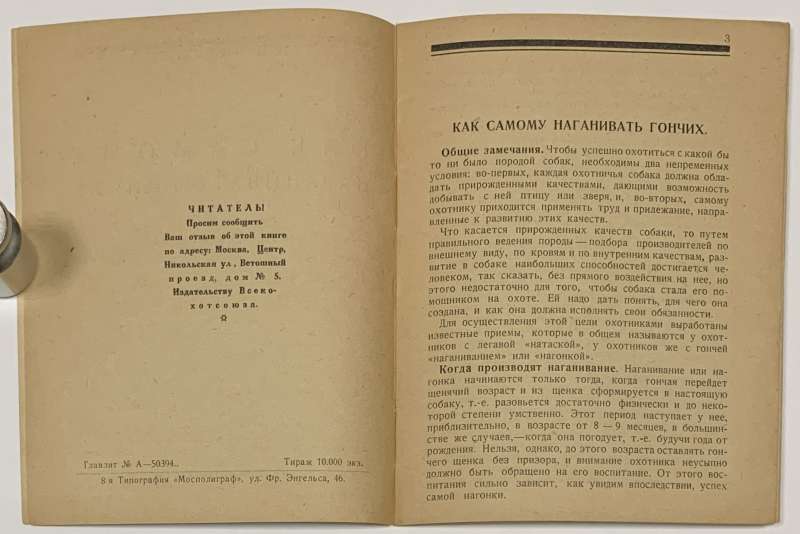 ЧИТАТЕЛЬ!
Просим сообщить
Ваш отзыв об этой книге
по адресу: Москва, Центр,
Никольская ул., Ветошный
проезд, дом № 5.
Издательству Всеко-
хотсоюза.
Главлит № А—50394.. Тираж 10.000 экз.
8-я Типография «Мосполиграф», ул. Фр. Энгельса, 46.
3
КАК САМОМУ НАГАНИВАТЬ ГОНЧИХ.
Общие замечания. Чтобы успешно охотиться с какой бы
то ни было породой собак, необходимы два непременных
условия: во-первых, каждая охотничья собака должна обла-
дать прирожденными качествами, дающими возможность
добывать с ней птицу или зверя, и, во-вторых, самому
охотнику приходится применять труд и прилежание, напра-
вленные к развитию этих качеств.
Что касается прирожденных качеств собаки, то путем
правильного ведения породы — подбора производителей по
внешнему виду, по кровям и по внутренним качествам, раз-
витие в собаке наибольших способностей достигается че-
ловеком, так сказать, без прямого воздействия на нее, но
этого недостаточно для того, чтобы собака стала его по-
мощником на охоте. Ей надо дать понять, для чего она
создана, и как она должна исполнять свои обязанности.
Для осуществления этой цели охотниками выработаны
известные приемы, которые в общем называются у охот-
ников с легавой «натаской», у охотников же с гончей
«наганиванием» или «нагонкой».
Когда производят наганивание. Наганивание или на-
гонка начинаются только тогда, когда гончая перейдет
щенячий возраст и из щенка сформируется в настоящую
собаку, т.-е. разовьется достаточно физически и до неко-
торой степени умственно. Этот период наступает у нее,
приблизительно, в возрасте от 8 — 9 месяцев, в большин-
стве же случаев,—когда она погодует, т.-е. будучи года от
рождения. Нельзя, однако, до этого возраста оставлять гон-
чего щенка без призора, и внимание охотника неусыпно
должно быть обращено на его воспитание. От этого вос-
питания сильно зависит, как увидим впоследствии, успех
самой нагонки.